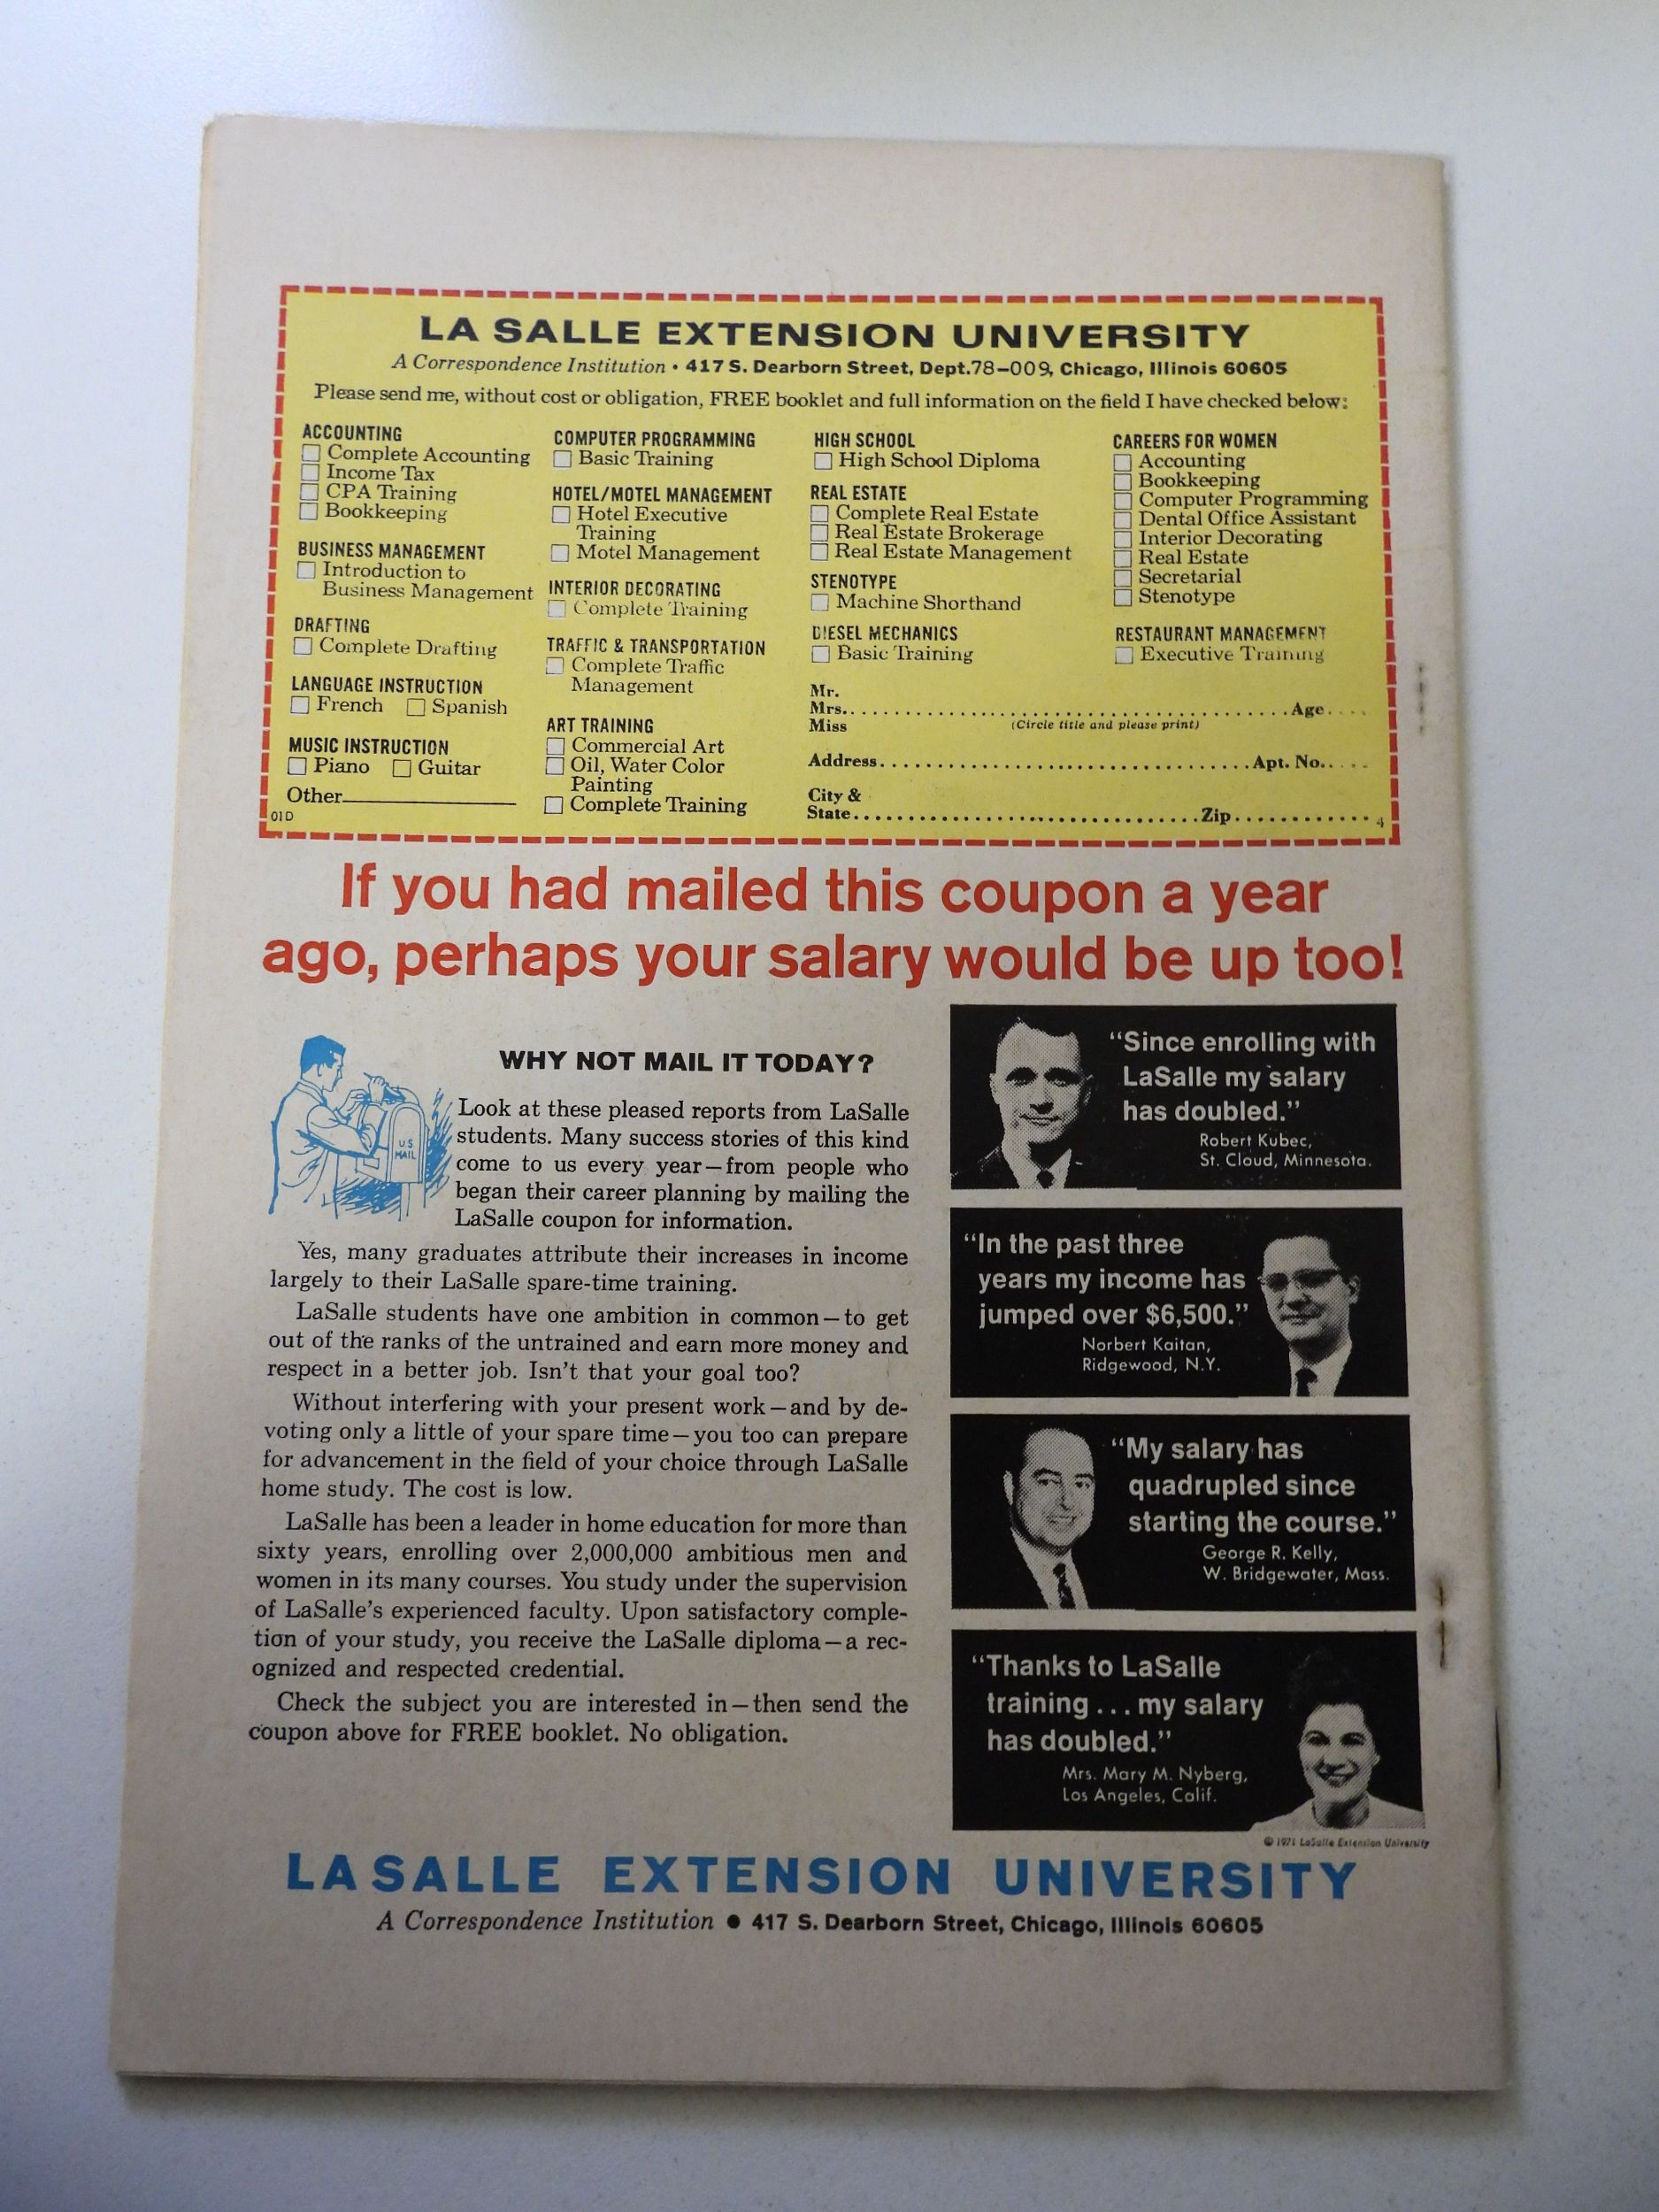 LA SALLE EXTENSION UNIVERSITY
A Correspondence Institution • 417 S. Dearborn Street, Dept. 78-009, Chicago, Illinois 60605
Please send me, without cost or obligation, FREE booklet and full information on the field I have checked below:
ACCOUNTING
Complete Accounting
Income Tax
CPA Training
Bookkeeping
BUSINESS MANAGEMENT
Introduction to
Business Management
DRAFTING
Complete Drafting
LANGUAGE INSTRUCTION
French Spanish
MUSIC INSTRUCTION
Piano Guitar
Other
01D
COMPUTER PROGRAMMING
Basic Training
HOTEL/MOTEL MANAGEMENT
Hotel Executive
Training
Motel Management
INTERIOR DECORATING
Complete Training
TRAFFIC & TRANSPORTATION
Complete Traffic
Management
ART TRAINING
Commercial Art
Oil, Water Color
Painting
Complete Training
HIGH SCHOOL
High School Diploma
REAL ESTATE
Complete Real Estate
Real Estate Brokerage
Real Estate Management
STENOTYPE
Machine Shorthand
DIESEL MECHANICS
Basic Training
CAREERS FOR WOMEN
Accounting
Bookkeeping
Computer Programming
Dental Office Assistant
Interior Decorating
Real Estate
Secretarial
Stenotype
RESTAURANT MANAGEMENT
Executive Training
Mr.
Mrs. Age
Miss (Circle title and please print)
Address Apt. No.
City &
State Zip 4
If you had mailed this coupon a year
ago, perhaps your salary would be up too!
U.S.
MAIL
WHY NOT MAIL IT TODAY?
Look at these pleased reports from LaSalle
students. Many success stories of this kind
come to us every year—from people who
began their career planning by mailing the
LaSalle coupon for information.
Yes, many graduates attribute their increases in income
largely to their LaSalle spare-time training.
LaSalle students have one ambition in common—to get
out of the ranks of the untrained and earn more money and
respect in a better job. Isn't that your goal too?
Without interfering with your present work—and by de-
voting only a little of your spare time—you too can prepare
for advancement in the field of your choice through LaSalle
home study. The cost is low.
LaSalle has been a leader in home education for more than
sixty years, enrolling over 2,000,000 ambitious men and
women in its many courses. You study under the supervision
of LaSalle's experienced faculty. Upon satisfactory comple-
tion of your study, you receive the LaSalle diploma—a rec-
ognized and respected credential.
Check the subject you are interested in—then send the
coupon above for FREE booklet. No obligation.
"Since enrolling with
LaSalle my salary
has doubled."
Robert Kubec,
St. Cloud, Minnesota.
"In the past three
years my income has
jumped over $6,500."
Norbert Kaitan,
Ridgewood, N.Y.
"My salary has
quadrupled since
starting the course."
George R. Kelly,
W. Bridgewater, Mass.
"Thanks to LaSalle
training . . . my salary
has doubled."
Mrs. Mary M. Nyberg,
Los Angeles, Calif.
© 1971 LaSalle Extension University
LASALLE EXTENSION UNIVERSITY
A Correspondence Institution • 417 S. Dearborn Street, Chicago, Illinois 60605